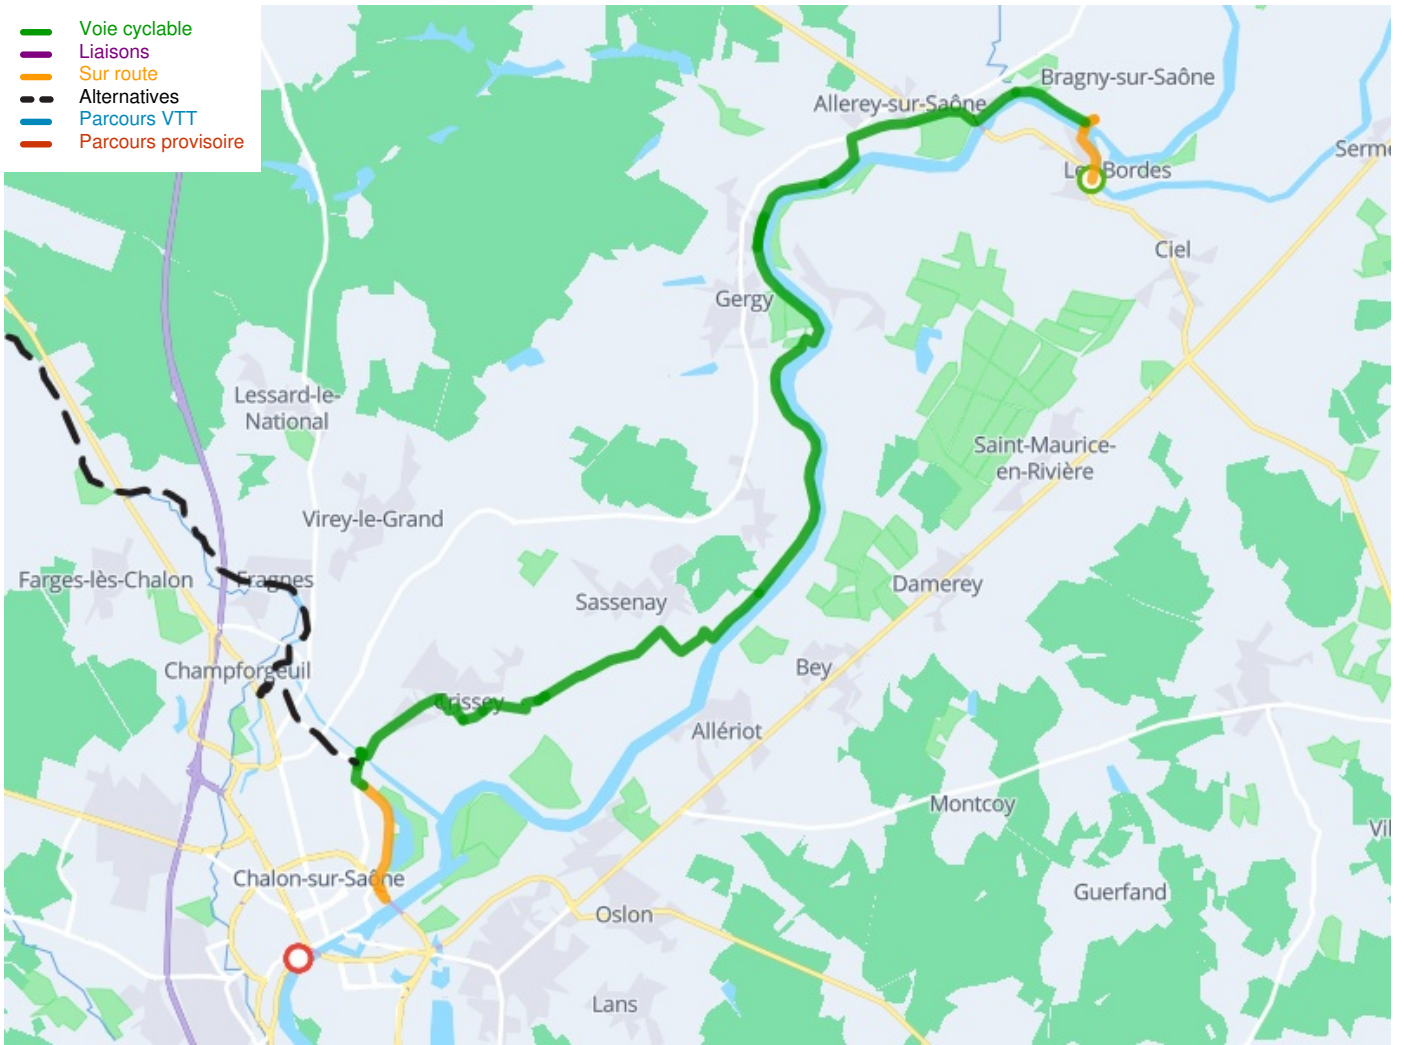 Voie cyclable
Liaisons
Sur route
Alternatives
Parcours VTT
Parcours provisoire
Bragny-sur-Saône
Allerey-sur-Saône
Les Bordes
Ciel
Gergy
Lessard-le-
National
Saint-Maurice-
en-Rivière
Virey-le-Grand
Farges-lès-Chalon
Fragnes
Damerey
Sassenay
Champforgeuil
Bey
Crissey
Allériot
Montcoy
Chalon-sur-Saône
Guerfand
Oslon
Lans